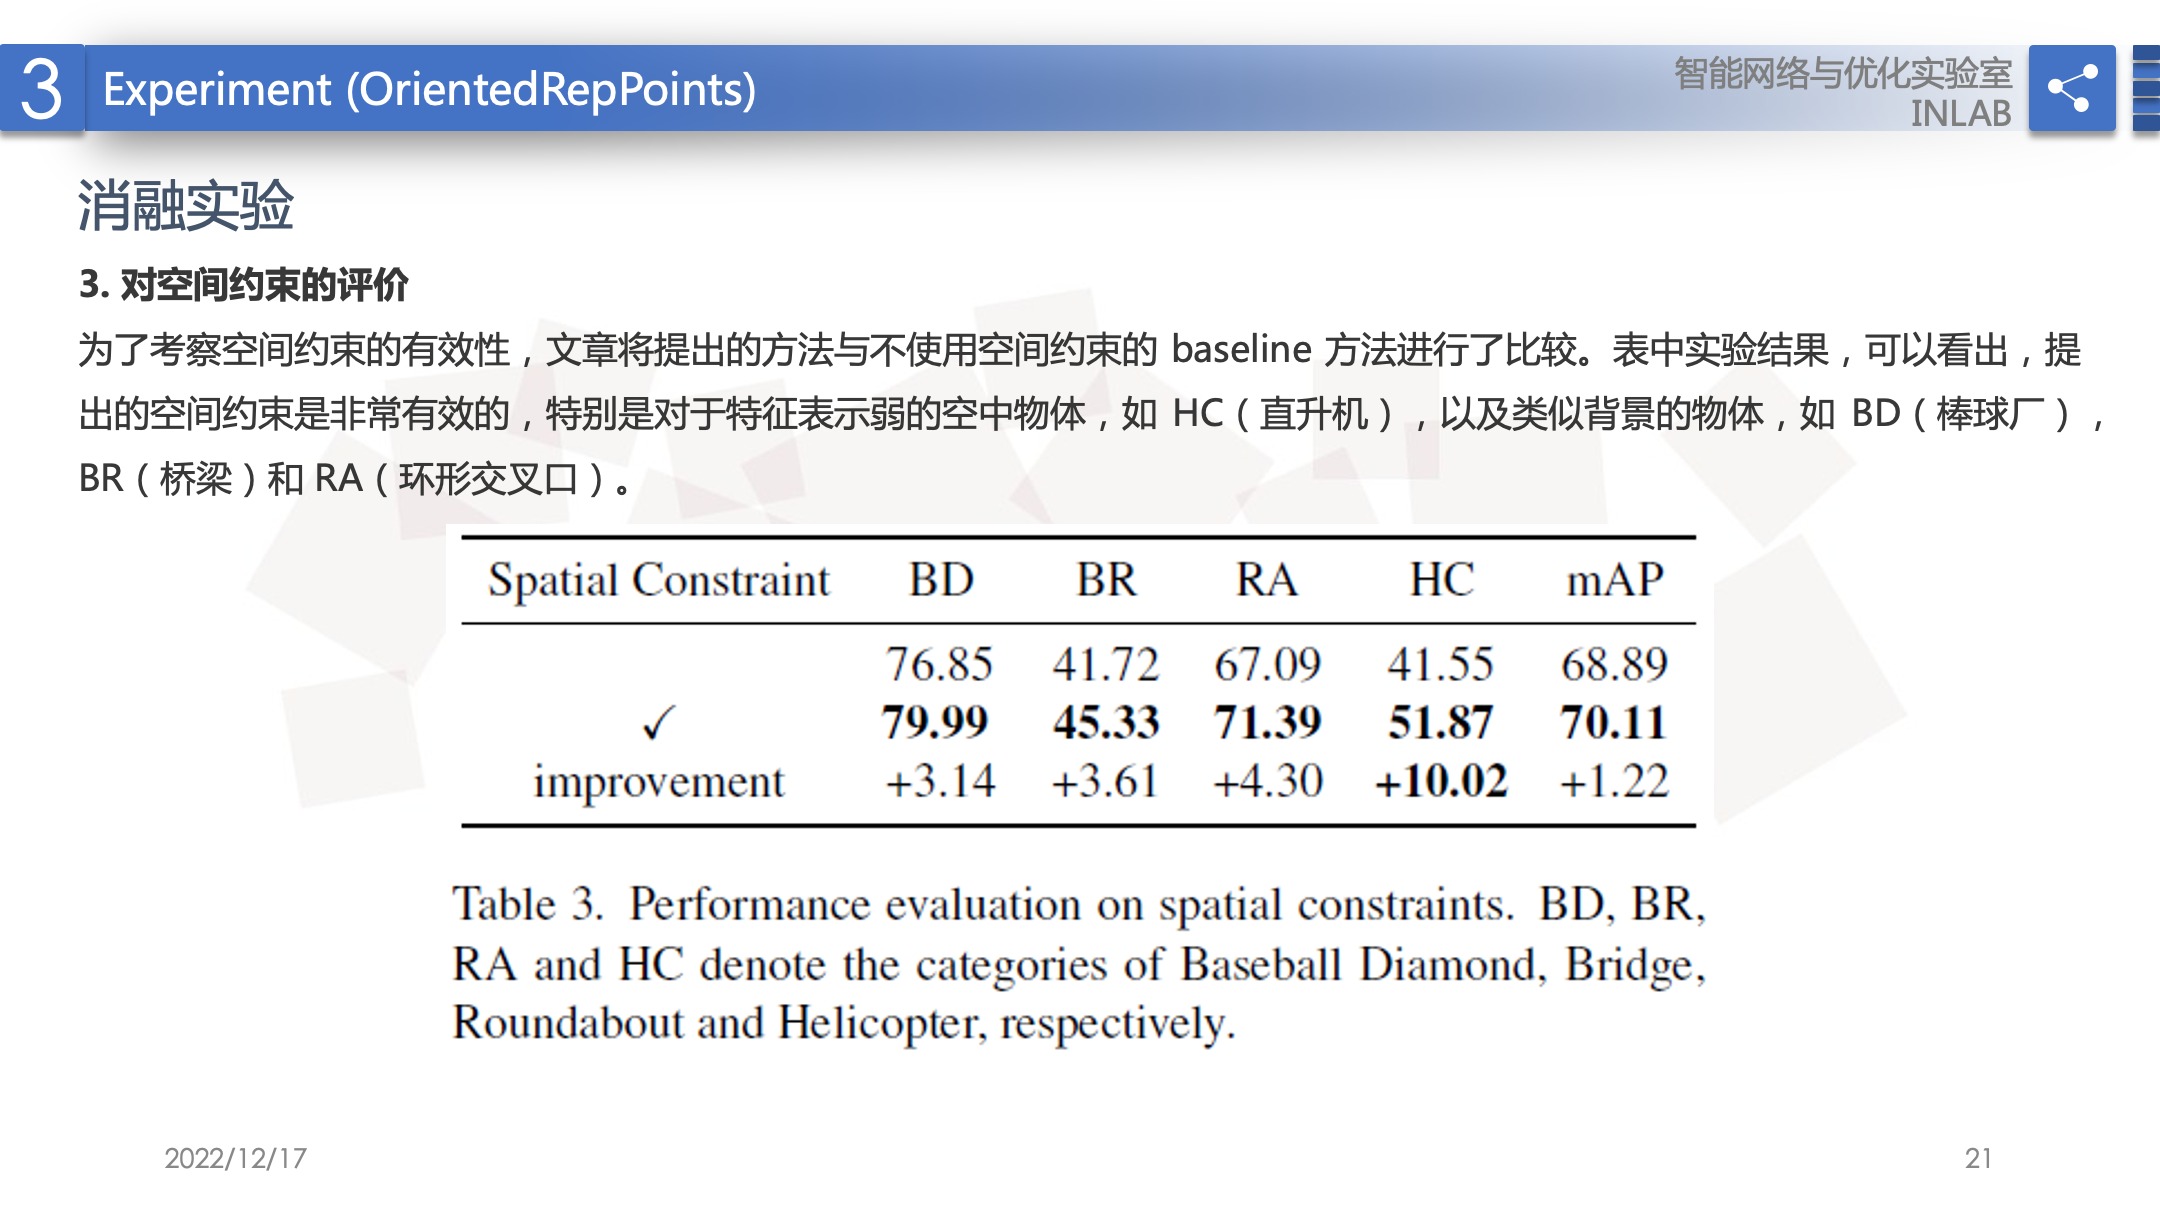 3
Experiment (OrientedRepPoints)
智能网络与优化实验室
INLAB
消融实验
3. 对空间约束的评价
为了考察空间约束的有效性，文章将提出的方法与不使用空间约束的 baseline 方法进行了比较。表中实验结果，可以看出，提
出的空间约束是非常有效的，特别是对于特征表示弱的空中物体，如 HC（直升机），以及类似背景的物体，如 BD（棒球厂），
BR（桥梁）和 RA（环形交叉口）。
Spatial Constraint BD BR RA HC mAP
76.85 41.72 67.09 41.55 68.89
✓ 79.99 45.33 71.39 51.87 70.11
improvement +3.14 +3.61 +4.30 +10.02 +1.22
Table 3. Performance evaluation on spatial constraints. BD, BR,
RA and HC denote the categories of Baseball Diamond, Bridge,
Roundabout and Helicopter, respectively.
2022/12/17
21